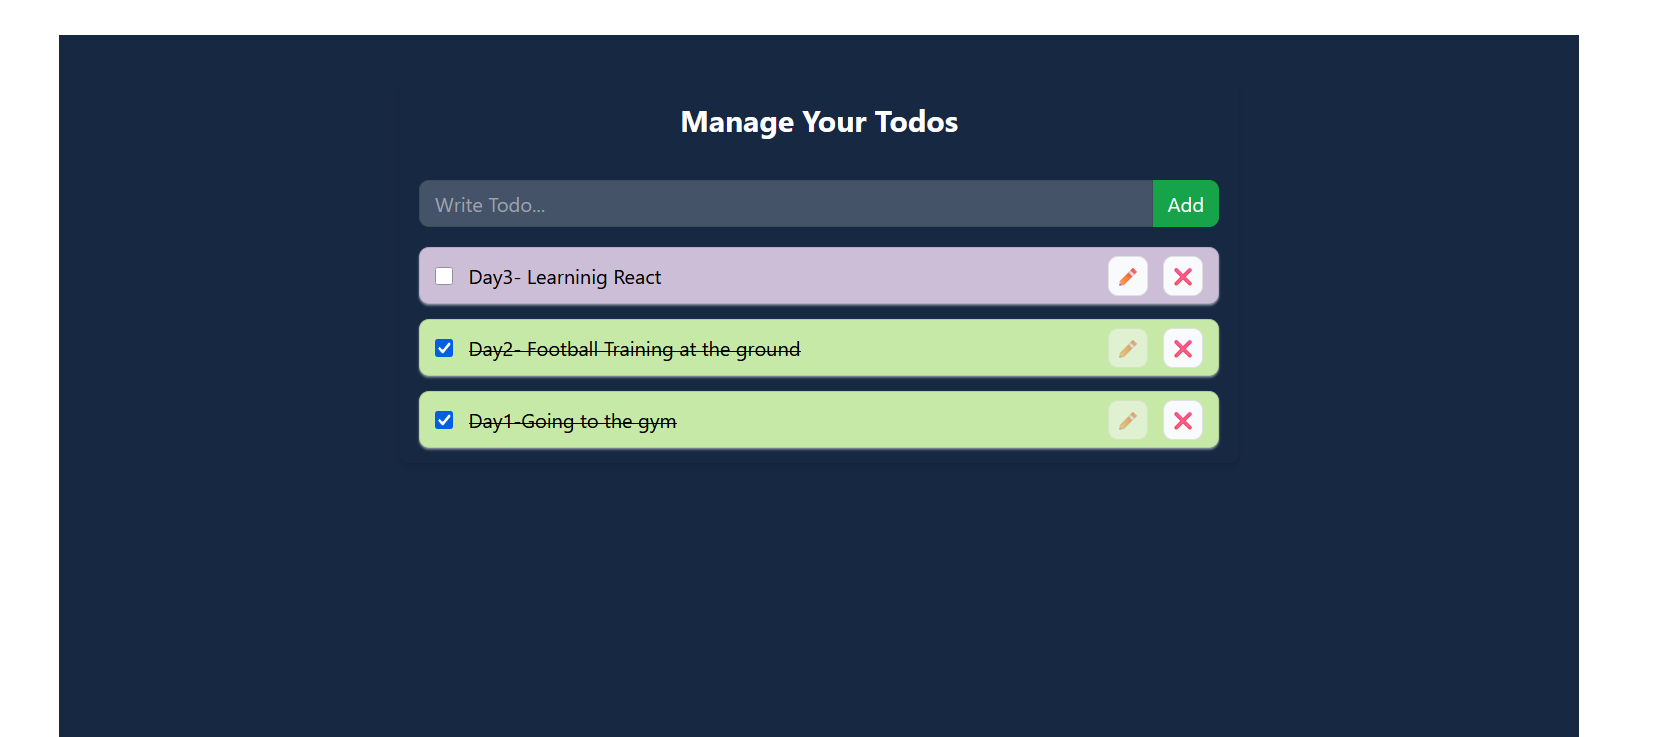 Manage Your Todos
Write Todo...
Add
Day3- Learninig React
Day2- Football Training at the ground
Day1-Going to the gym